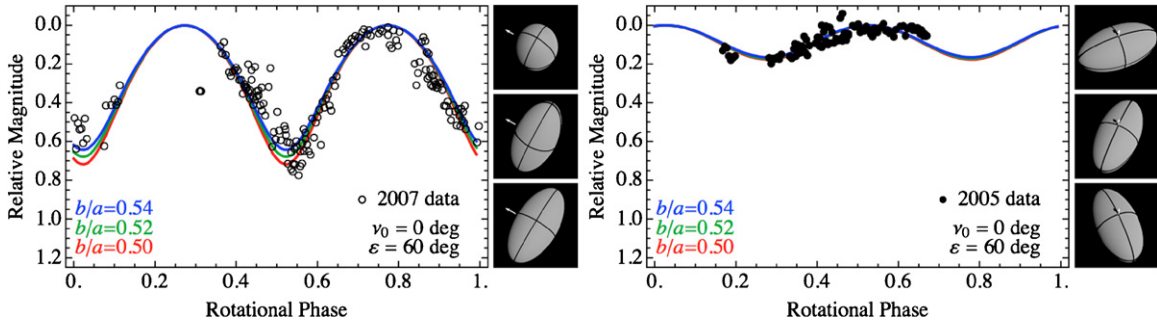 0.0
0.2
0.4
0.6
0.8
1.0
1.2
Relative Magnitude
b/a=0.54
b/a=0.52
b/a=0.50
2007 data
ν₀ = 0 deg
ε = 60 deg
0. 0.2 0.4 0.6 0.8 1.
Rotational Phase
0.0
0.2
0.4
0.6
0.8
1.0
1.2
Relative Magnitude
b/a=0.54
b/a=0.52
b/a=0.50
2005 data
ν₀ = 0 deg
ε = 60 deg
0. 0.2 0.4 0.6 0.8 1.
Rotational Phase